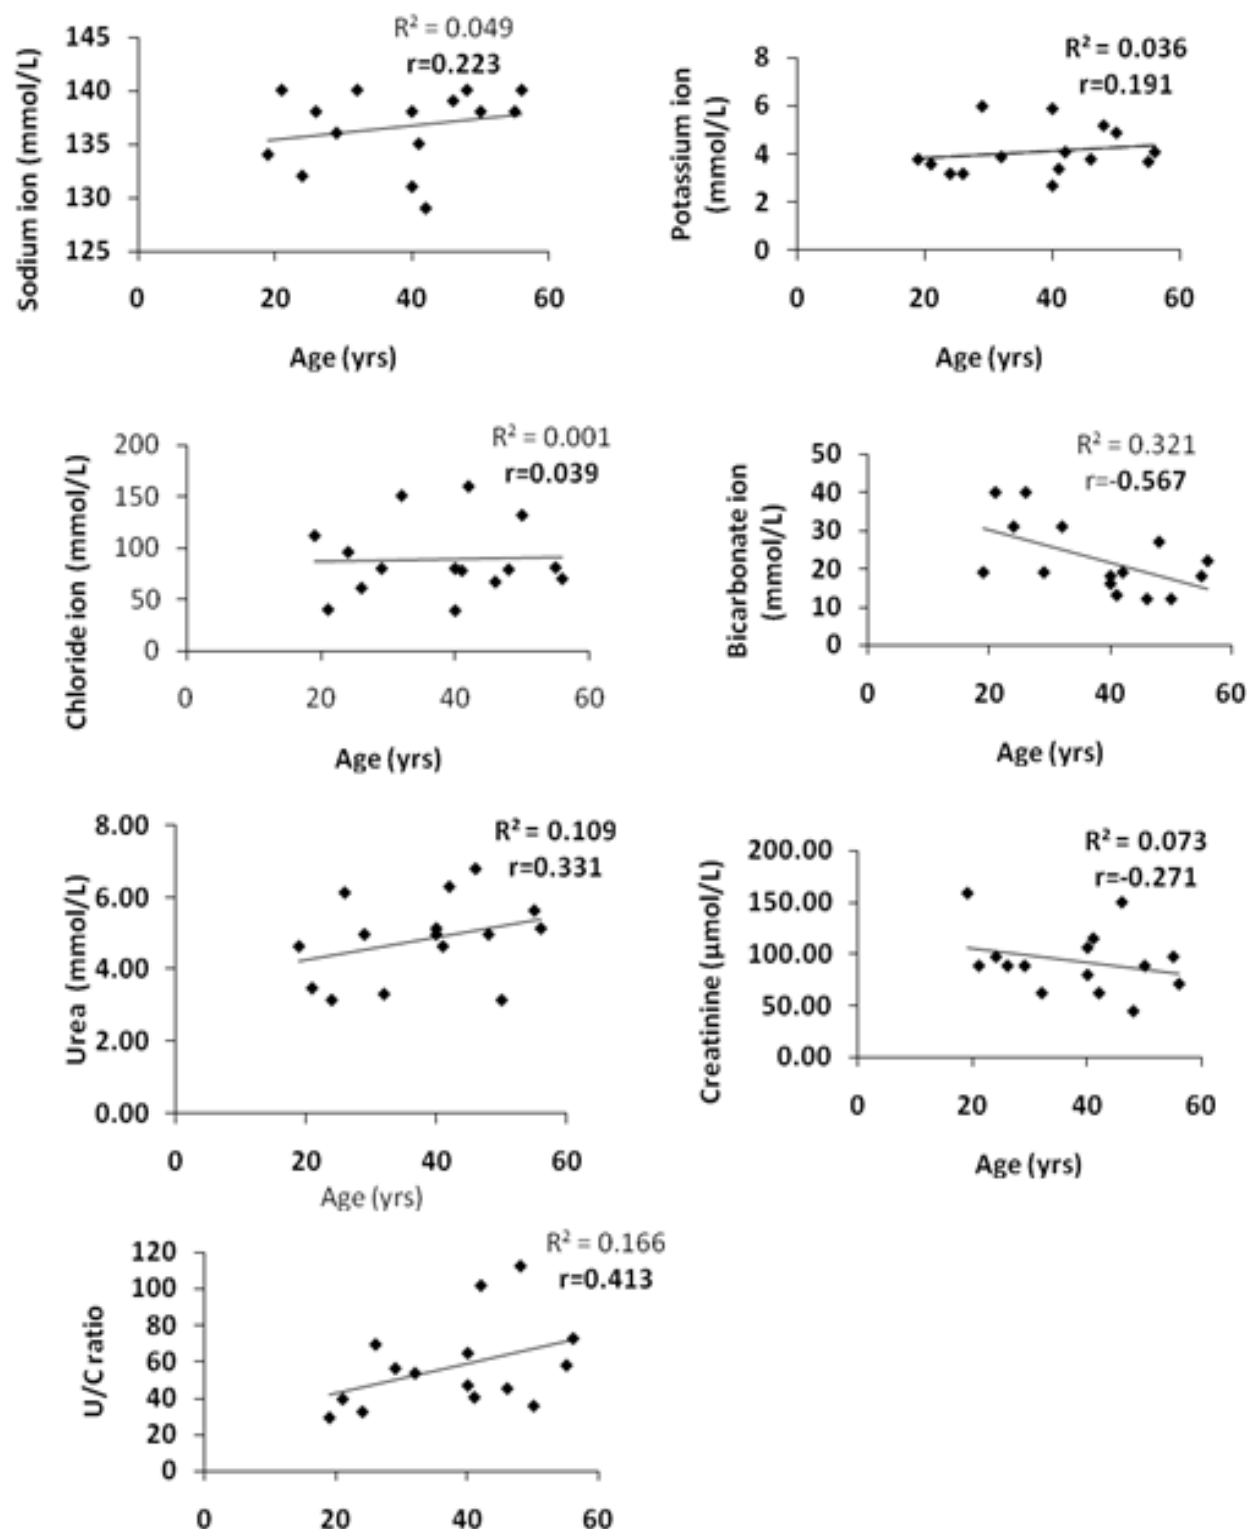 R² = 0.049
r=0.223
Sodium ion (mmol/L)
145
140
135
130
125
0 20 40 60
Age (yrs)
R² = 0.036
r=0.191
Potassium ion
(mmol/L)
8
6
4
2
0
0 20 40 60
Age (yrs)
R² = 0.001
r=0.039
Chloride ion (mmol/L)
200
150
100
50
0
0 20 40 60
Age (yrs)
R² = 0.321
r=-0.567
Bicarbonate ion
(mmol/L)
50
40
30
20
10
0
0 20 40 60
Age (yrs)
R² = 0.109
r=0.331
Urea (mmol/L)
8.00
6.00
4.00
2.00
0.00
0 20 40 60
Age (yrs)
R² = 0.073
r=-0.271
Creatinine (µmol/L)
200.00
150.00
100.00
50.00
0.00
0 20 40 60
Age (yrs)
R² = 0.166
r=0.413
U/C ratio
120
100
80
60
40
20
0
0 20 40 60